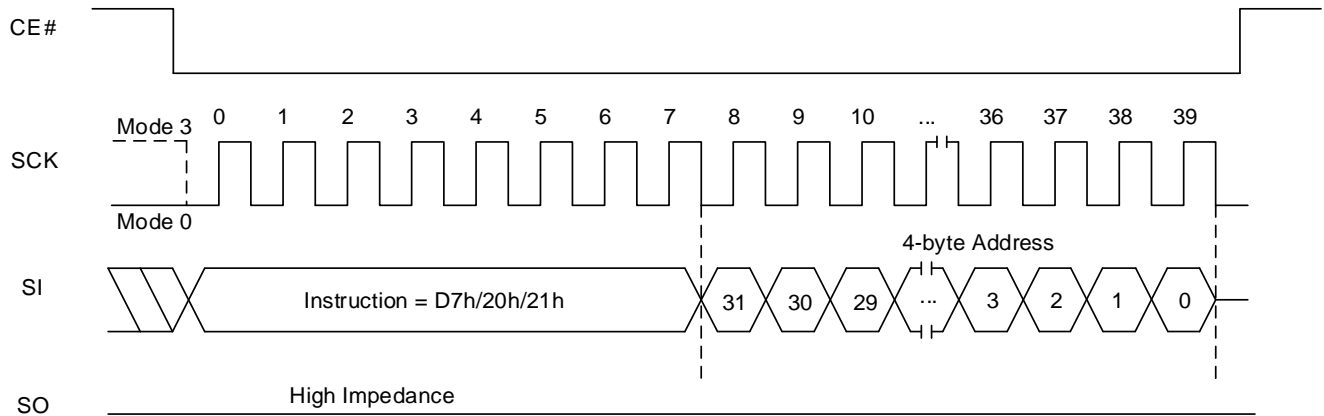 CE#
0 1 2 3 4 5 6 7 8 9 10 ... 36 37 38 39
Mode 3
SCK
Mode 0
4-byte Address
SI
Instruction = D7h/20h/21h 31 30 29 ... 3 2 1 0
High Impedance
SO